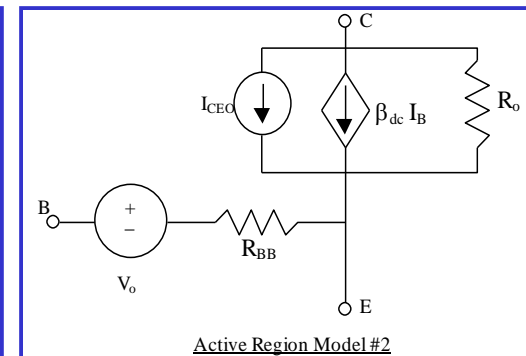 C
I_CEO
β_dc I_B
R_o
B
+
−
R_BB
V_o
E
Active Region Model #2